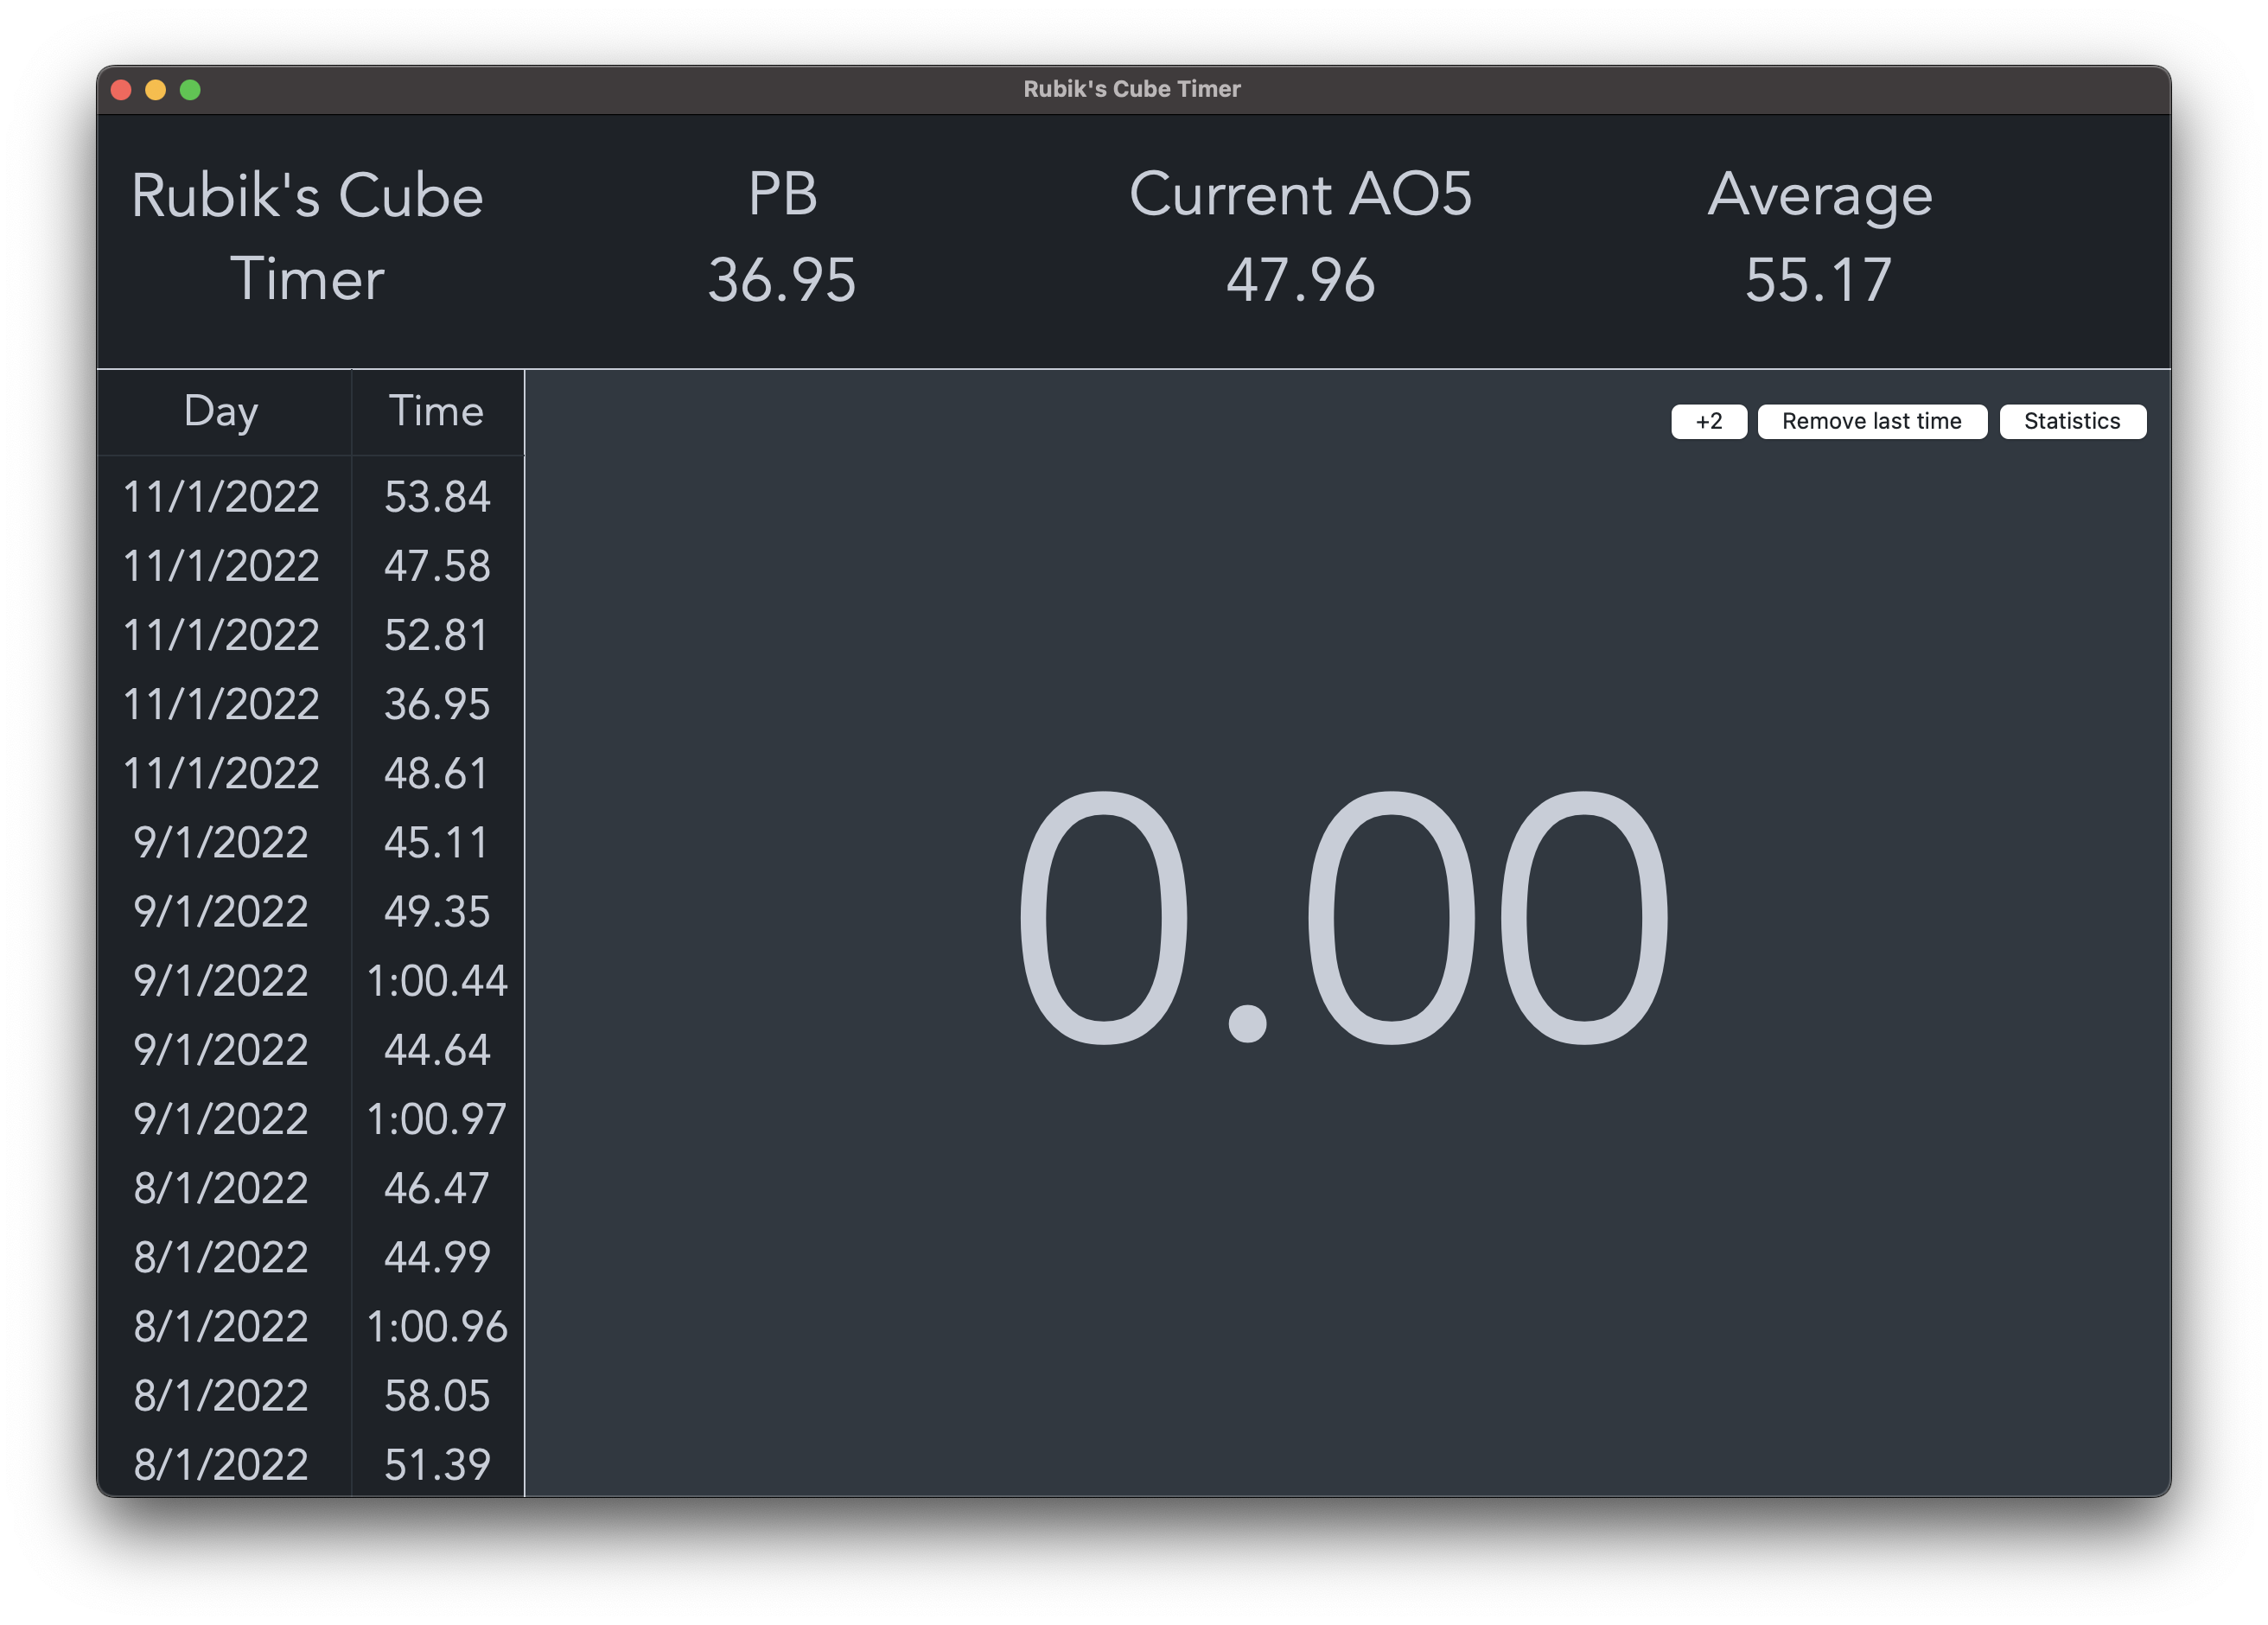 Rubik's Cube Timer
Rubik's Cube
Timer
PB
36.95
Current AO5
47.96
Average
55.17
Day Time
+2 Remove last time Statistics
11/1/2022 53.84
11/1/2022 47.58
11/1/2022 52.81
11/1/2022 36.95
11/1/2022 48.61
9/1/2022 45.11
9/1/2022 49.35
9/1/2022 1:00.44
9/1/2022 44.64
9/1/2022 1:00.97
8/1/2022 46.47
8/1/2022 44.99
8/1/2022 1:00.96
8/1/2022 58.05
8/1/2022 51.39
0.00